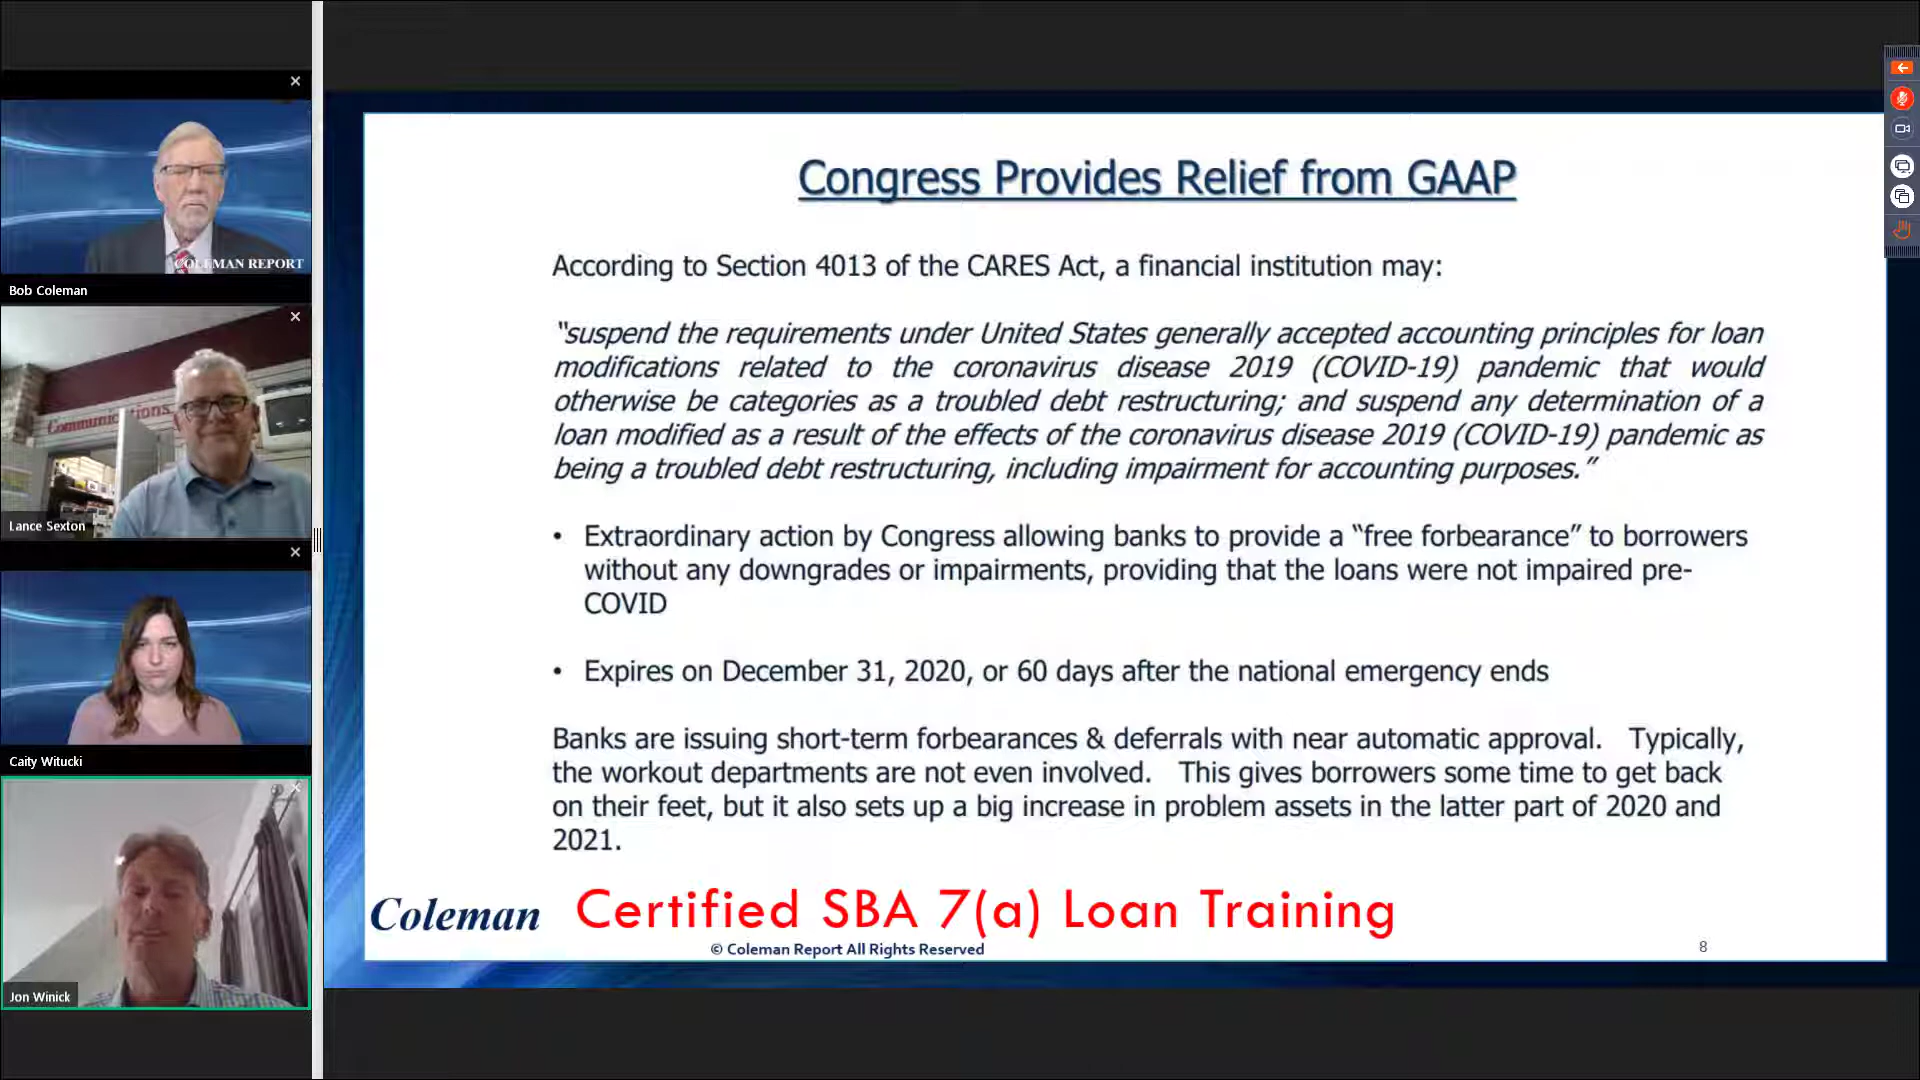 COLEMAN REPORT
Bob Coleman
Communications
Lance Sexton
Caity Witucki
Jon Winick
Congress Provides Relief from GAAP
According to Section 4013 of the CARES Act, a financial institution may:
“suspend the requirements under United States generally accepted accounting principles for loan
modifications related to the coronavirus disease 2019 (COVID-19) pandemic that would
otherwise be categories as a troubled debt restructuring; and suspend any determination of a
loan modified as a result of the effects of the coronavirus disease 2019 (COVID-19) pandemic as
being a troubled debt restructuring, including impairment for accounting purposes.”
• Extraordinary action by Congress allowing banks to provide a “free forbearance” to borrowers
without any downgrades or impairments, providing that the loans were not impaired pre-
COVID
• Expires on December 31, 2020, or 60 days after the national emergency ends
Banks are issuing short-term forbearances & deferrals with near automatic approval. Typically,
the workout departments are not even involved. This gives borrowers some time to get back
on their feet, but it also sets up a big increase in problem assets in the latter part of 2020 and
2021.
Coleman Certified SBA 7(a) Loan Training
© Coleman Report All Rights Reserved
8